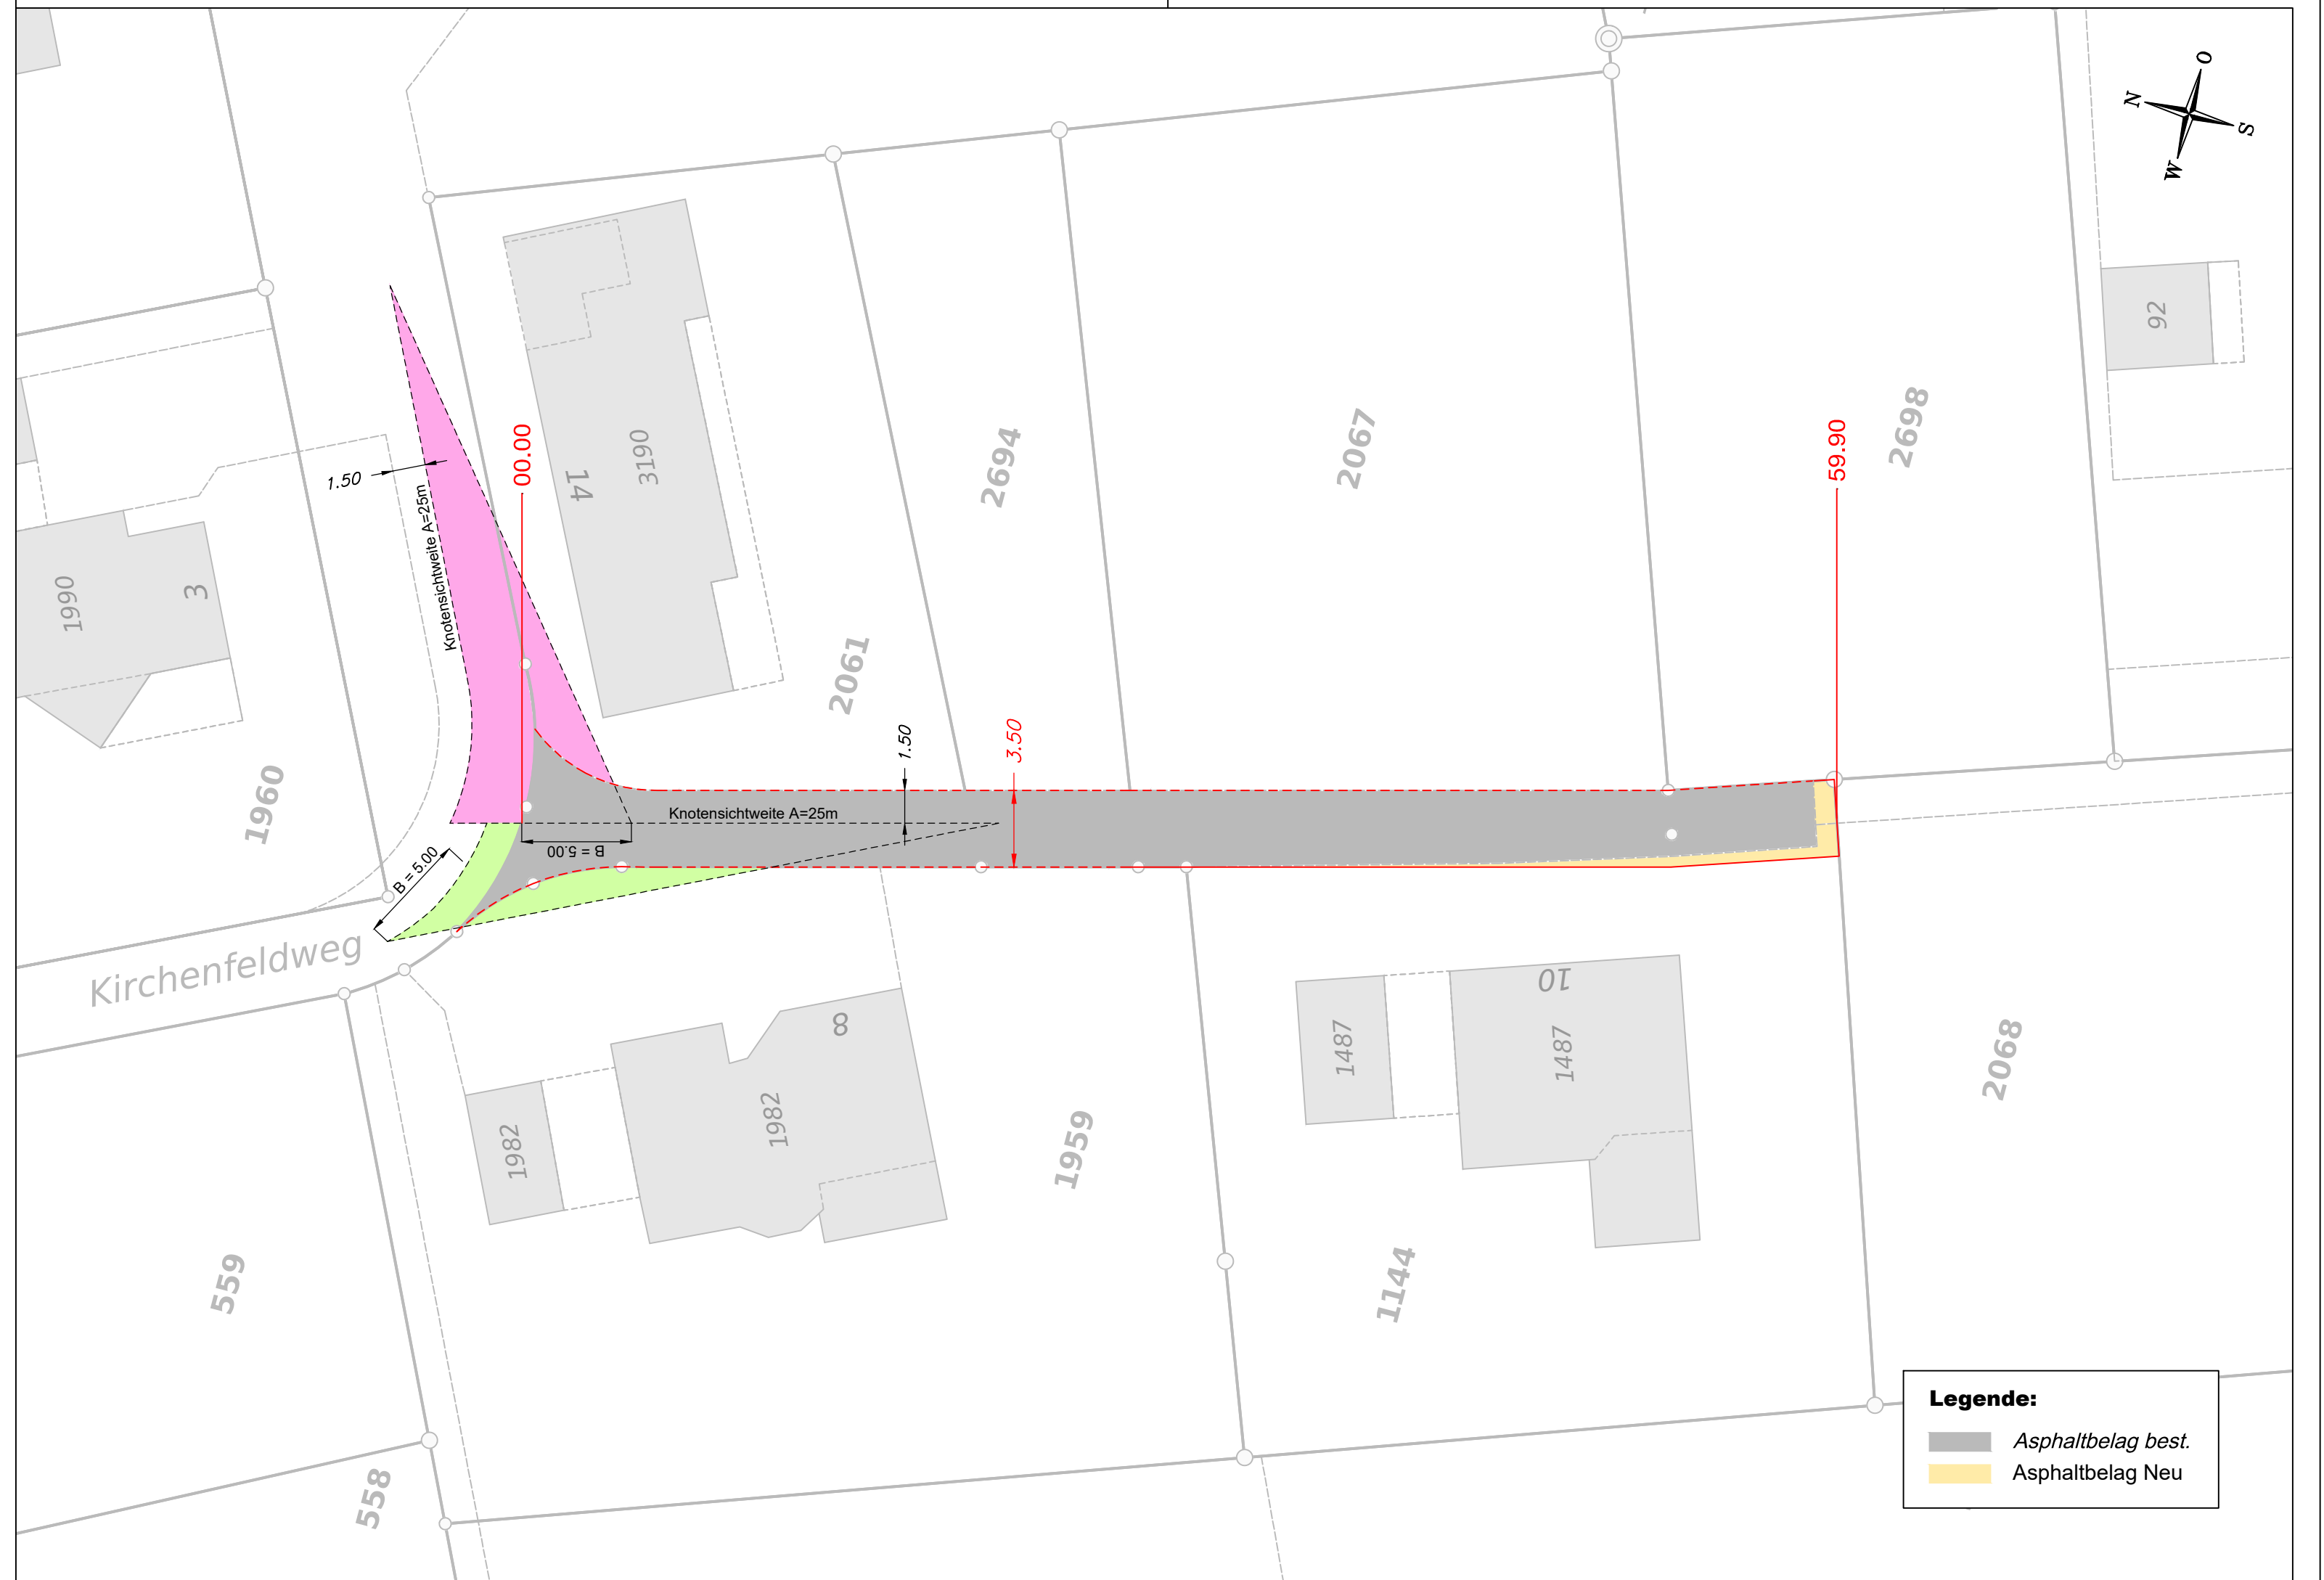 O
N
S
W
92
2698
59.90
2067
2694
3190
14
00.00
1.50
Knotensichtweite A=25m
1990
3
2061
1.50
3.50
1960
Knotensichtweite A=25m
B = 5.00
B = 5.00
Kirchenfeldweg
10
1487
1487
8
1982
1982
1959
2068
1144
559
558
Legende:
Asphaltbelag best.
Asphaltbelag Neu